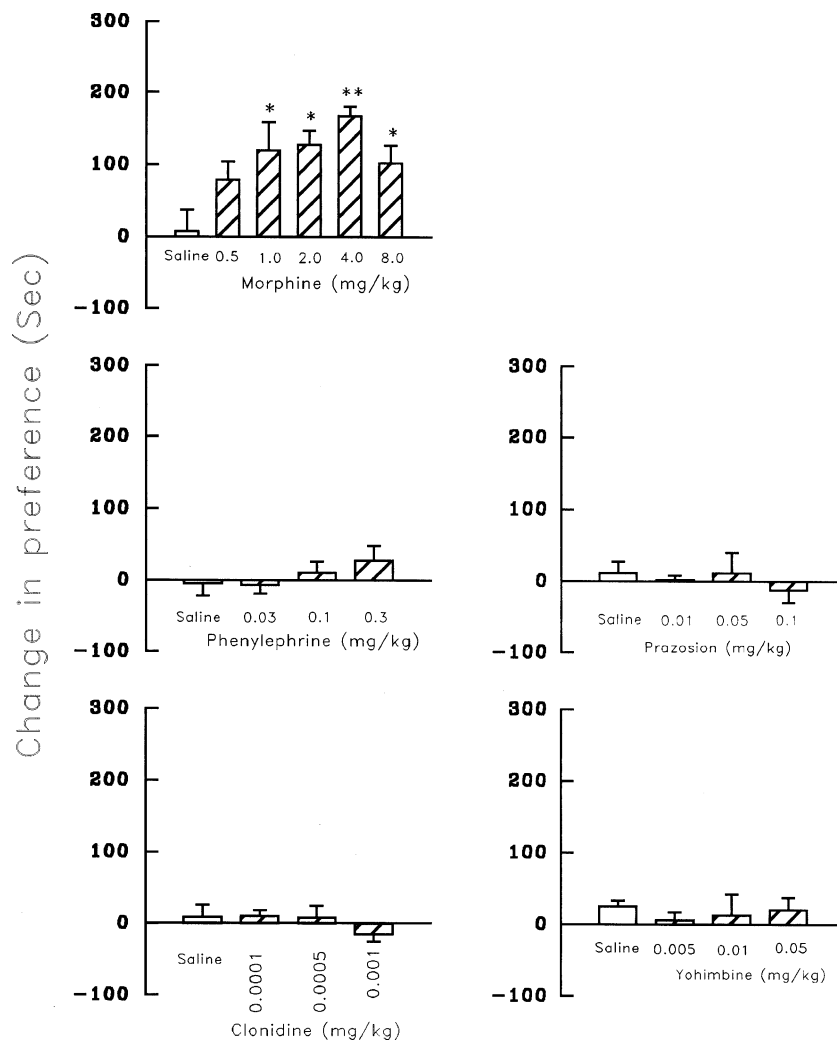 Change in preference (Sec)
300
200
100
0
-100
*
*
**
*
Saline 0.5 1.0 2.0 4.0 8.0
Morphine (mg/kg)
300
200
100
0
-100
Saline 0.03 0.1 0.3
Phenylephrine (mg/kg)
300
200
100
0
-100
Saline 0.01 0.05 0.1
Prazosion (mg/kg)
300
200
100
0
-100
Saline 0.0001 0.0005 0.001
Clonidine (mg/kg)
300
200
100
0
-100
Saline 0.005 0.01 0.05
Yohimbine (mg/kg)